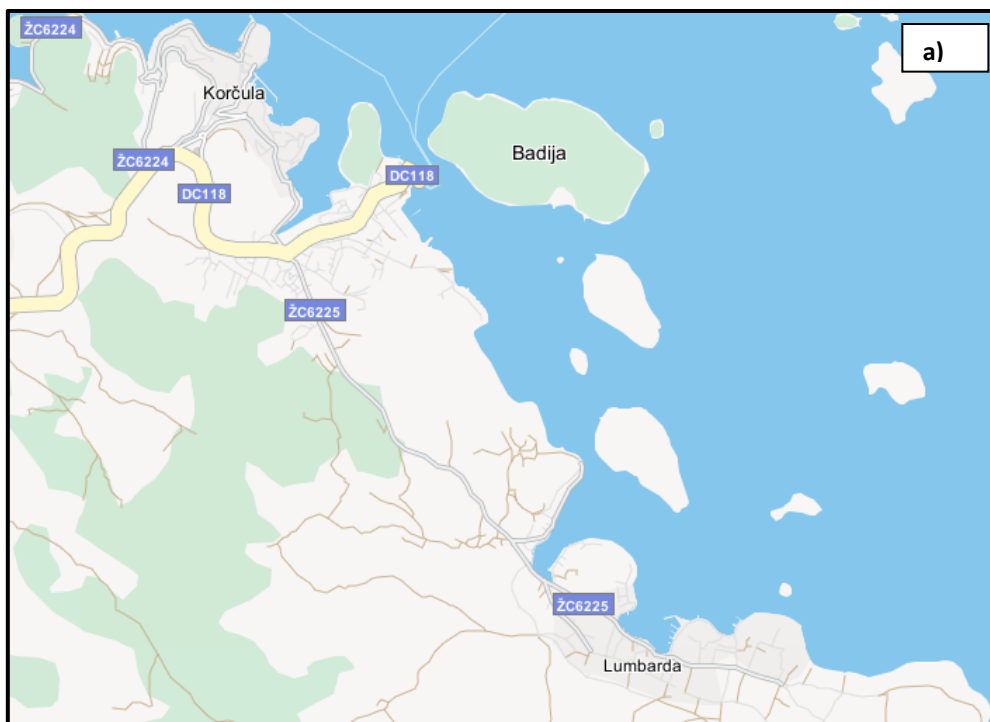 ŽC6224
a)
Korčula
ŽC6224
Badija
DC118
DC118
ŽC6225
ŽC6225
Lumbarda